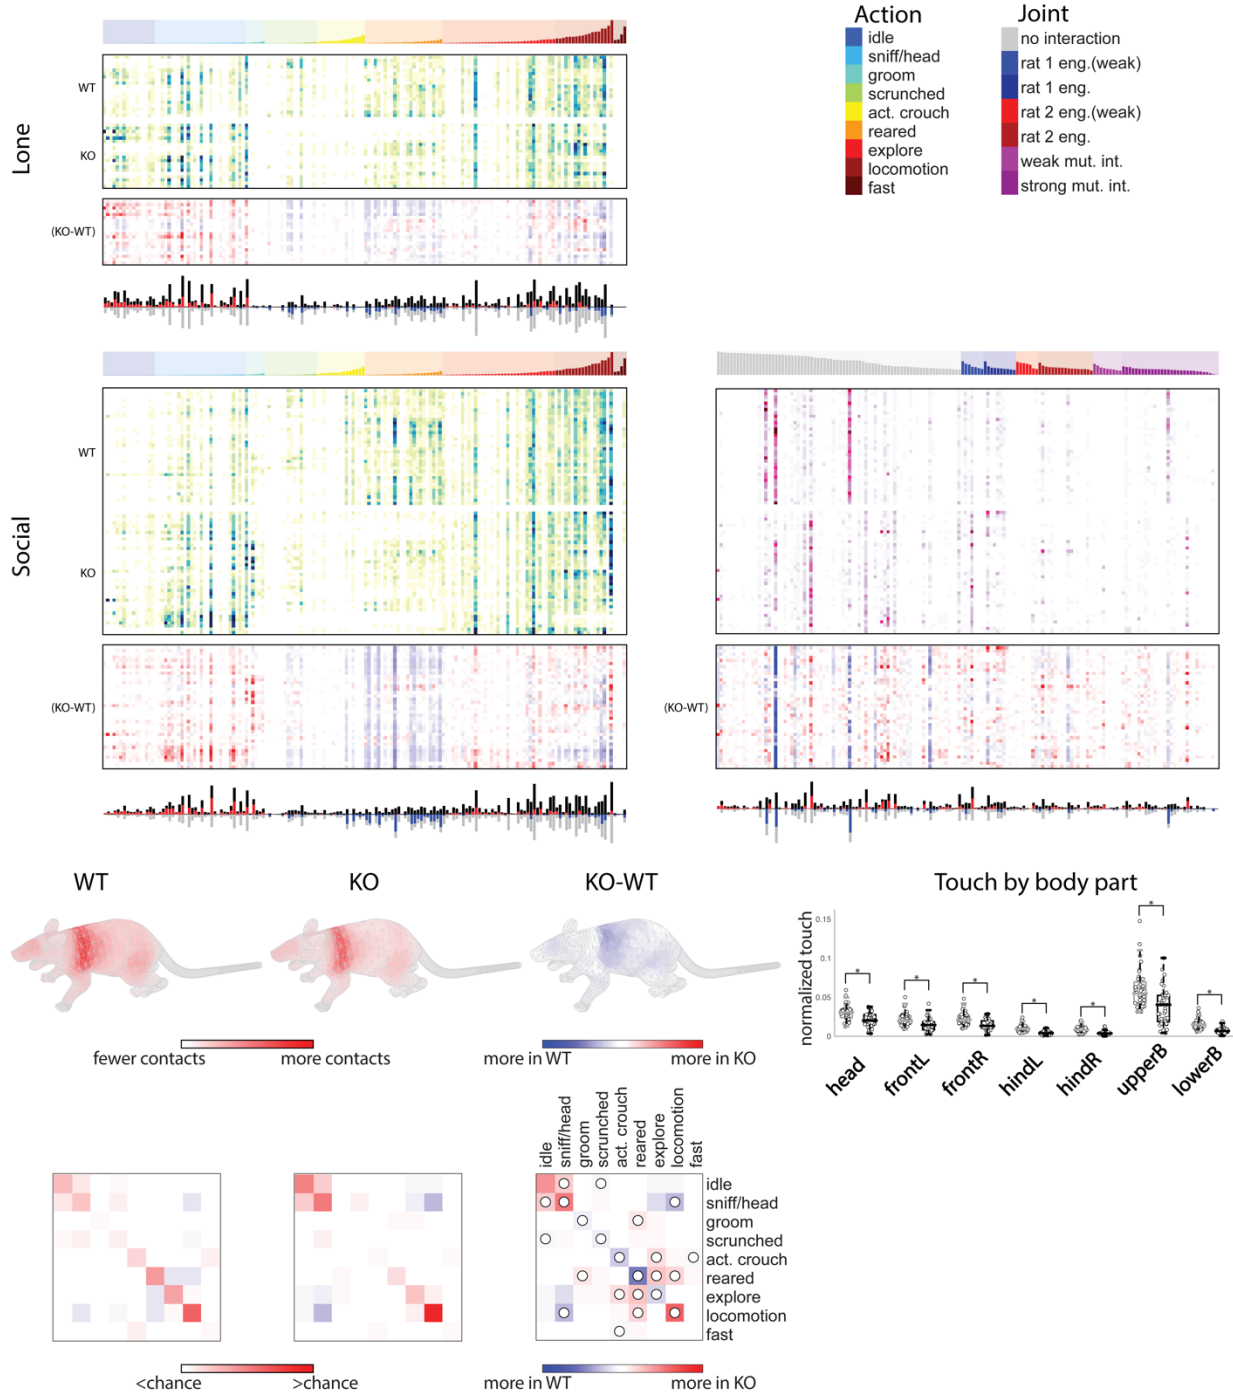 Action
idle
sniff/head
groom
scrunched
act. crouch
reared
explore
locomotion
fast
Joint
no interaction
rat 1 eng.(weak)
rat 1 eng.
rat 2 eng.(weak)
rat 2 eng.
weak mut. int.
strong mut. int.
Lone
WT
KO
(KO-WT)
Social
WT
KO
(KO-WT)
(KO-WT)
WT
KO
KO-WT
fewer contacts
more contacts
more in WT
more in KO
Touch by body part
normalized touch
0.15
0.1
0.05
0
*
*
*
*
*
*
*
head
frontL
frontR
hindL
hindR
upperB
lowerB
idle
sniff/head
groom
scrunched
act. crouch
reared
explore
locomotion
fast
idle
sniff/head
groom
scrunched
act. crouch
reared
explore
locomotion
fast
<chance
>chance
more in WT
more in KO